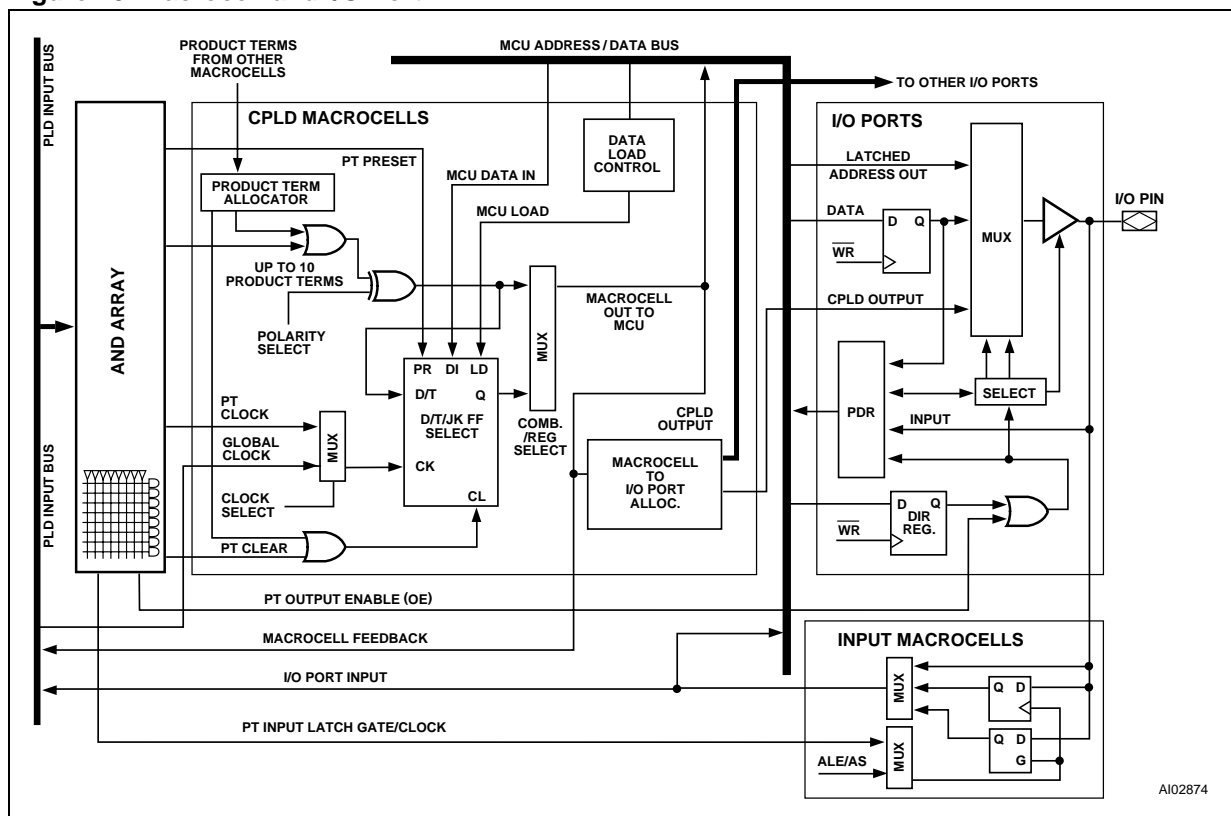 Figure
Macrocell and I/O Port
PLD INPUT BUS
PLD INPUT BUS
AND ARRAY
PRODUCT TERMS
FROM OTHER
MACROCELLS
MCU ADDRESS / DATA BUS
TO OTHER I/O PORTS
CPLD MACROCELLS
PT PRESET
MCU DATA IN
MCU LOAD
DATA
LOAD
CONTROL
PRODUCT TERM
ALLOCATOR
UP TO 10
PRODUCT TERMS
POLARITY
SELECT
MUX
MACROCELL
OUT TO
MCU
PR DI LD
D/T Q
D/T/JK FF
SELECT
CK
CL
COMB.
/REG
SELECT
PT
CLOCK
GLOBAL
CLOCK
CLOCK
SELECT
MUX
PT CLEAR
CPLD
OUTPUT
MACROCELL
TO
I/O PORT
ALLOC.
I/O PORTS
LATCHED
ADDRESS OUT
DATA
D Q
WR
MUX
I/O PIN
CPLD OUTPUT
PDR
SELECT
INPUT
D Q
DIR
REG.
WR
PT OUTPUT ENABLE (OE)
MACROCELL FEEDBACK
I/O PORT INPUT
PT INPUT LATCH GATE/CLOCK
INPUT MACROCELLS
MUX
Q D
Q D
G
MUX
ALE/AS
AI02874